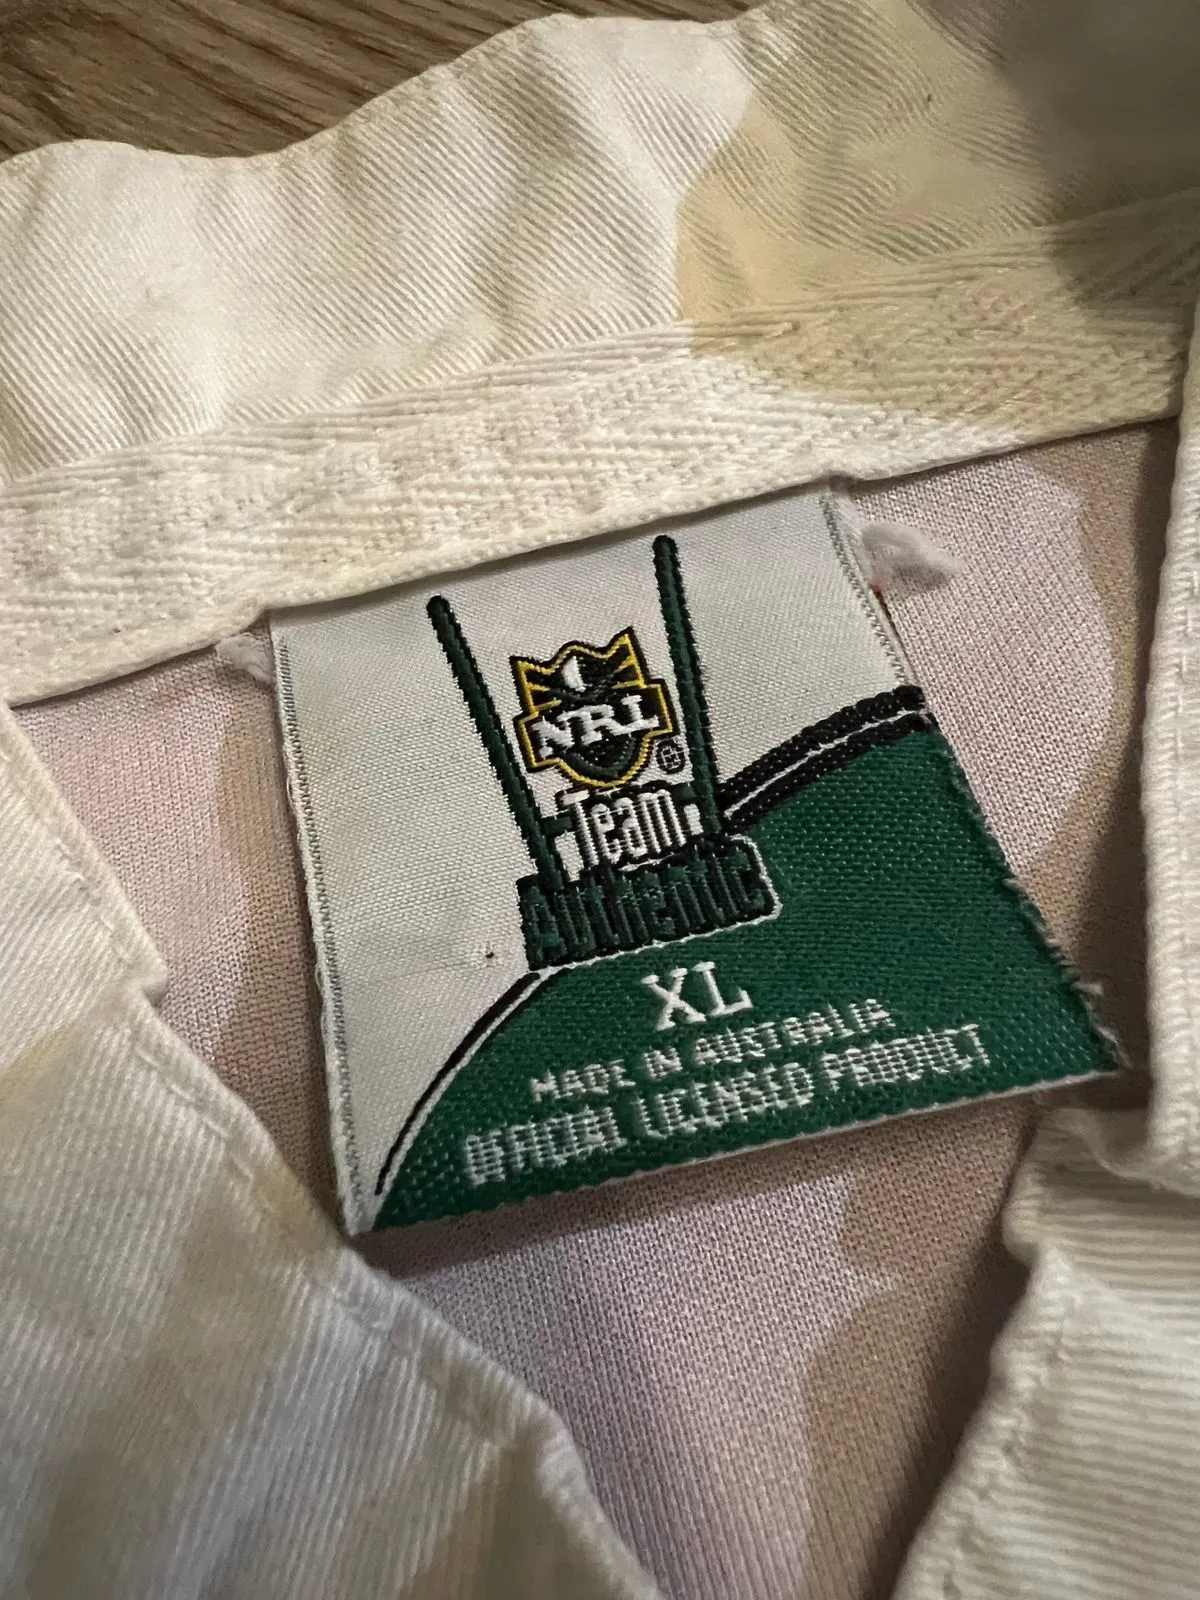 NRL
®
Team
Authentic
XL
MADE IN AUSTRALIA
OFFICIAL LICENSED PRODUCT